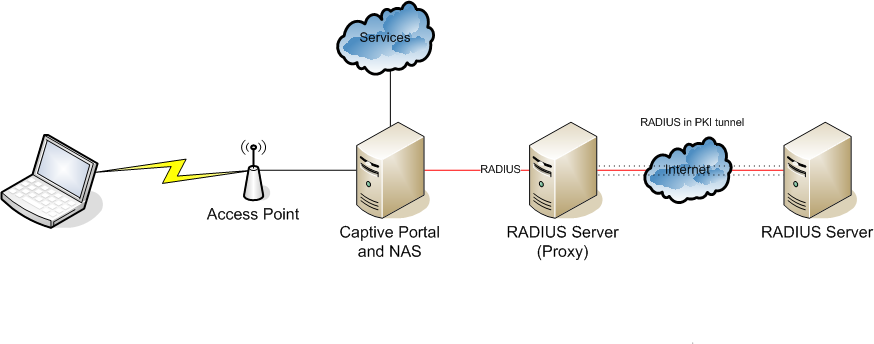 Services
RADIUS in PKI tunnel
RADIUS
Internet
Access Point
Captive Portal
and NAS
RADIUS Server
(Proxy)
RADIUS Server